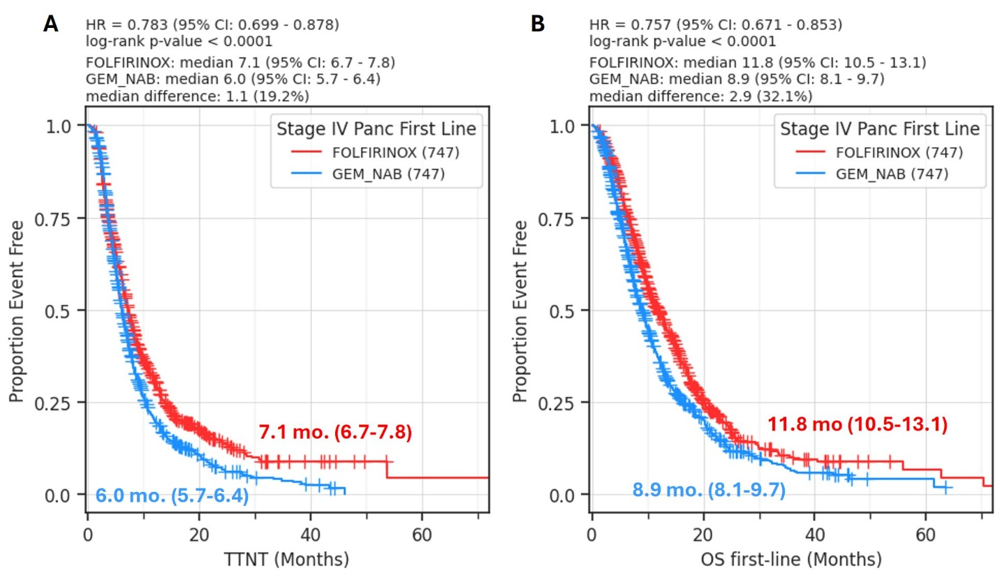 A
HR = 0.783 (95% CI: 0.699 - 0.878)
log-rank p-value < 0.0001
FOLFIRINOX: median 7.1 (95% CI: 6.7 - 7.8)
GEM_NAB: median 6.0 (95% CI: 5.7 - 6.4)
median difference: 1.1 (19.2%)
Stage IV Panc First Line
FOLFIRINOX (747)
GEM_NAB (747)
1.0
0.75
0.5
0.25
0.0
Proportion Event Free
7.1 mo. (6.7-7.8)
6.0 mo. (5.7-6.4)
0
20
40
60
TTNT (Months)
B
HR = 0.757 (95% CI: 0.671 - 0.853)
log-rank p-value < 0.0001
FOLFIRINOX: median 11.8 (95% CI: 10.5 - 13.1)
GEM_NAB: median 8.9 (95% CI: 8.1 - 9.7)
median difference: 2.9 (32.1%)
Stage IV Panc First Line
FOLFIRINOX (747)
GEM_NAB (747)
1.0
0.75
0.5
0.25
0.0
Proportion Event Free
11.8 mo (10.5-13.1)
8.9 mo. (8.1-9.7)
0
20
40
60
OS first-line (Months)